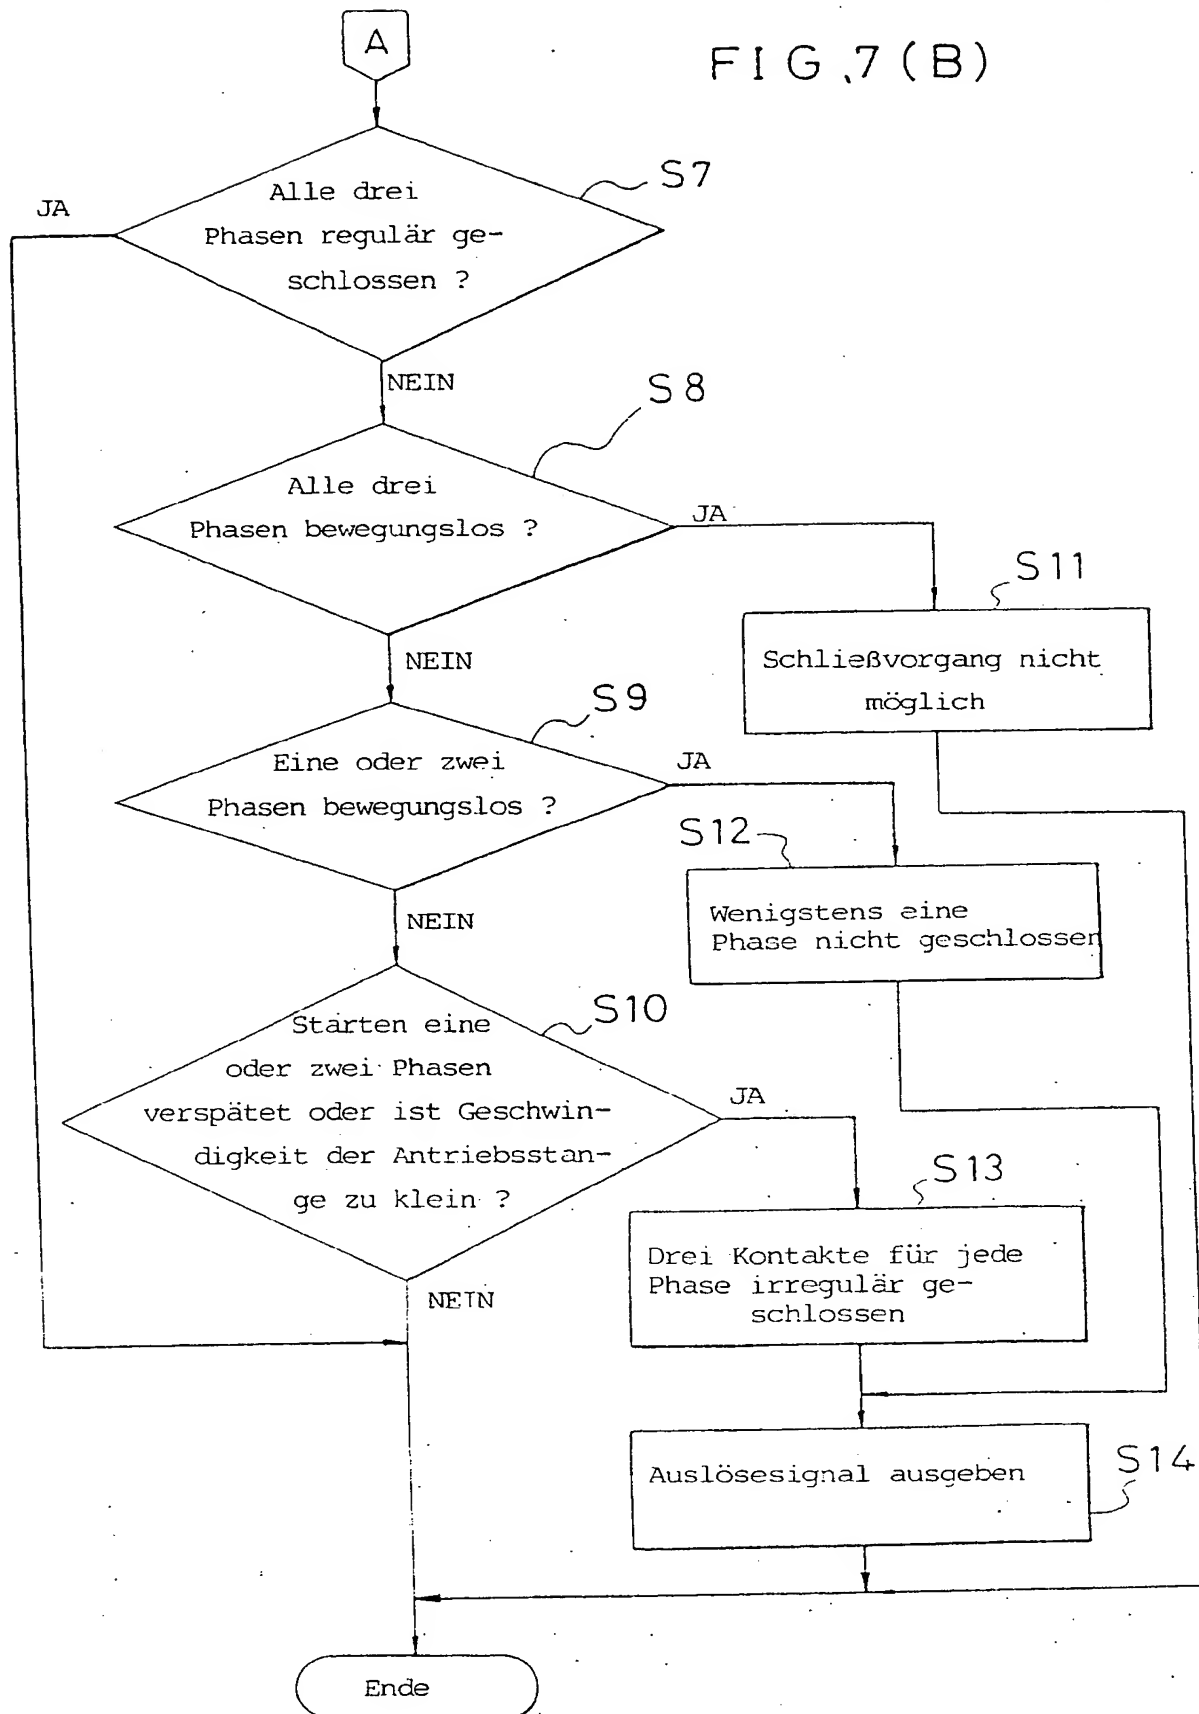 A
FIG.7(B)
S7
Alle drei
Phasen regulär ge-
schlossen ?
JA
NEIN
S8
Alle drei
Phasen bewegungslos ?
JA
S11
Schließvorgang nicht
möglich
NEIN
S9
Eine oder zwei
Phasen bewegungslos ?
JA
S12
Wenigstens eine
Phase nicht geschlossen
NEIN
S10
Starten eine
oder zwei Phasen
verspätet oder ist Geschwin-
digkeit der Antriebsstan-
ge zu klein ?
JA
S13
Drei Kontakte für jede
Phase irregulär ge-
schlossen
NEIN
Auslösesignal ausgeben
S14
Ende